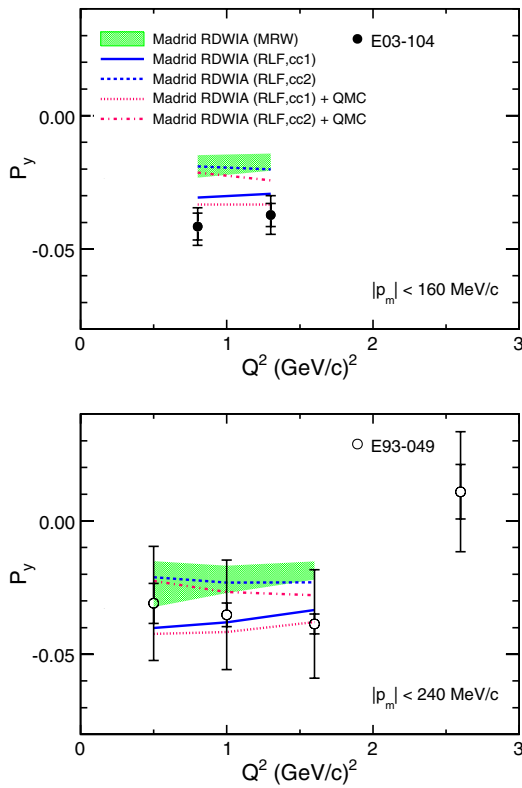 Madrid RDWIA (MRW)
E03-104
Madrid RDWIA (RLF,cc1)
Madrid RDWIA (RLF,cc2)
Madrid RDWIA (RLF,cc1) + QMC
Madrid RDWIA (RLF,cc2) + QMC
0.00
P_y
-0.05
|p_m| < 160 MeV/c
0 1 2 3
Q^2 (GeV/c)^2
E93-049
0.00
P_y
-0.05
|p_m| < 240 MeV/c
0 1 2 3
Q^2 (GeV/c)^2